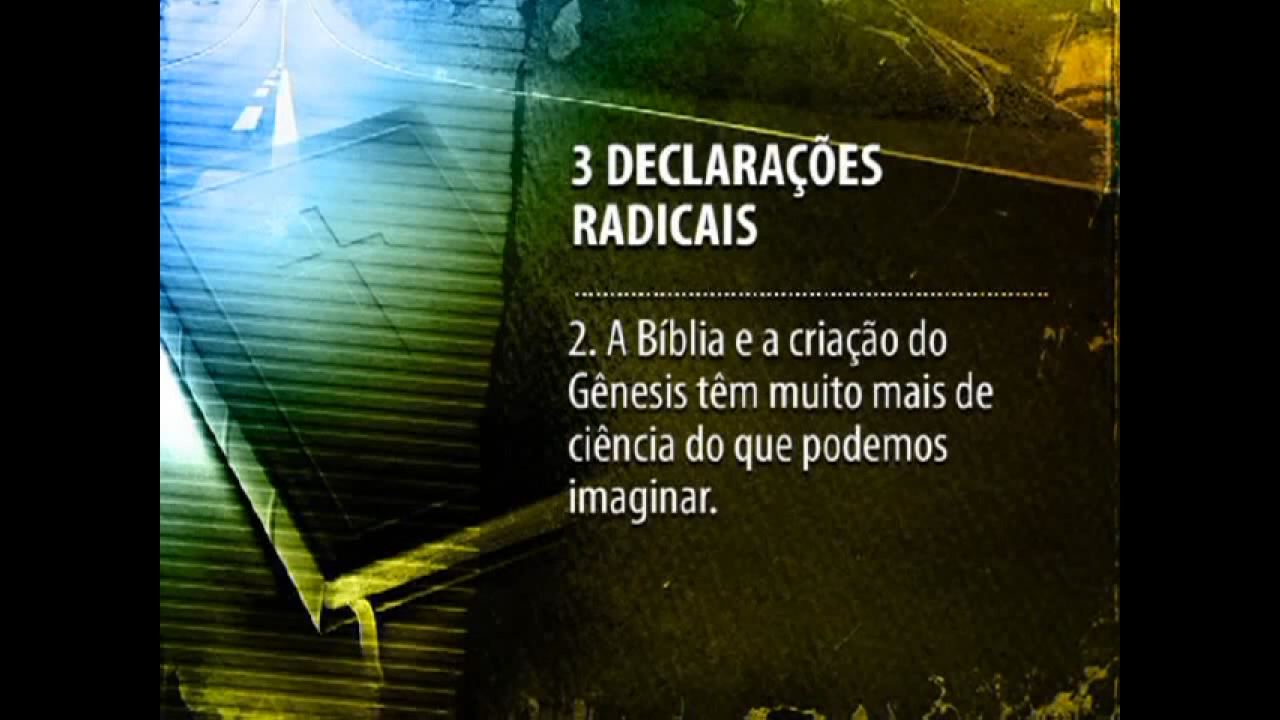 3 DECLARAÇÕES
RADICAIS
2. A Bíblia e a criação do
Gênesis têm muito mais de
ciência do que podemos
imaginar.